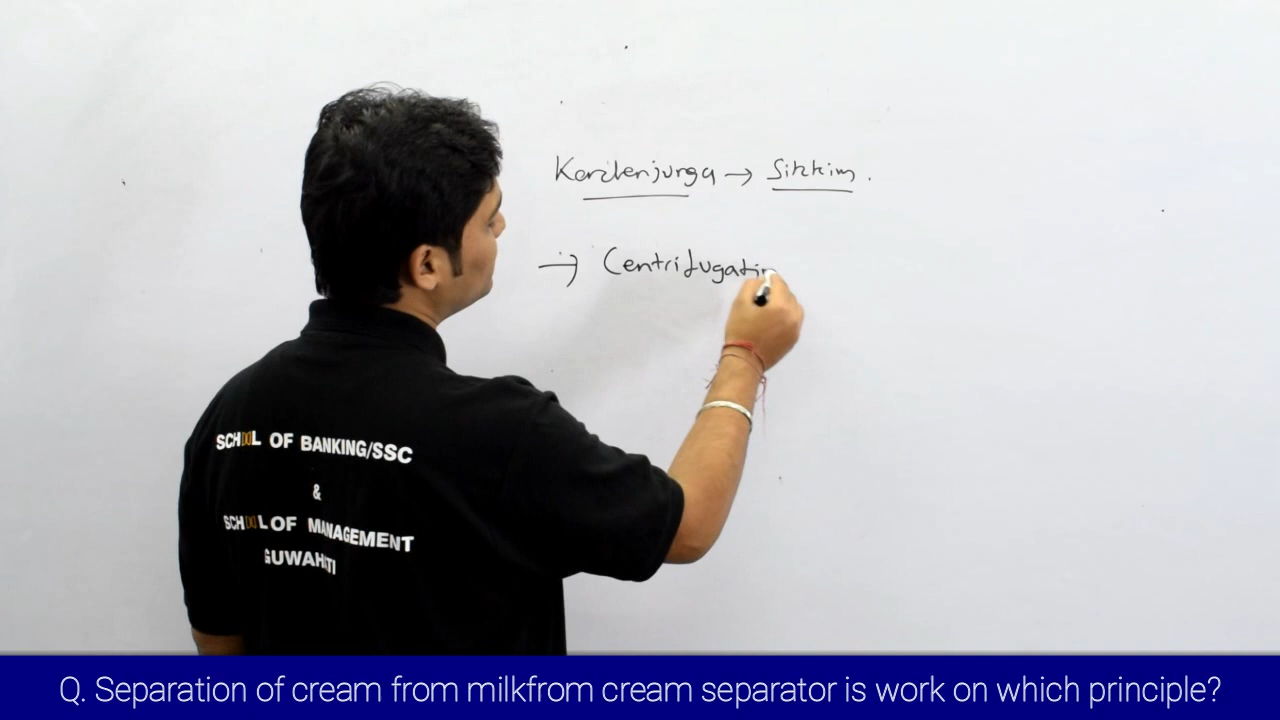 Kanchenjunga → Sikkim.
→ Centrifugatin
SCHOOL OF BANKING/SSC
&
SCHOOL OF MANAGEMENT
GUWAHATI
Q. Separation of cream from milkfrom cream separator is work on which principle?